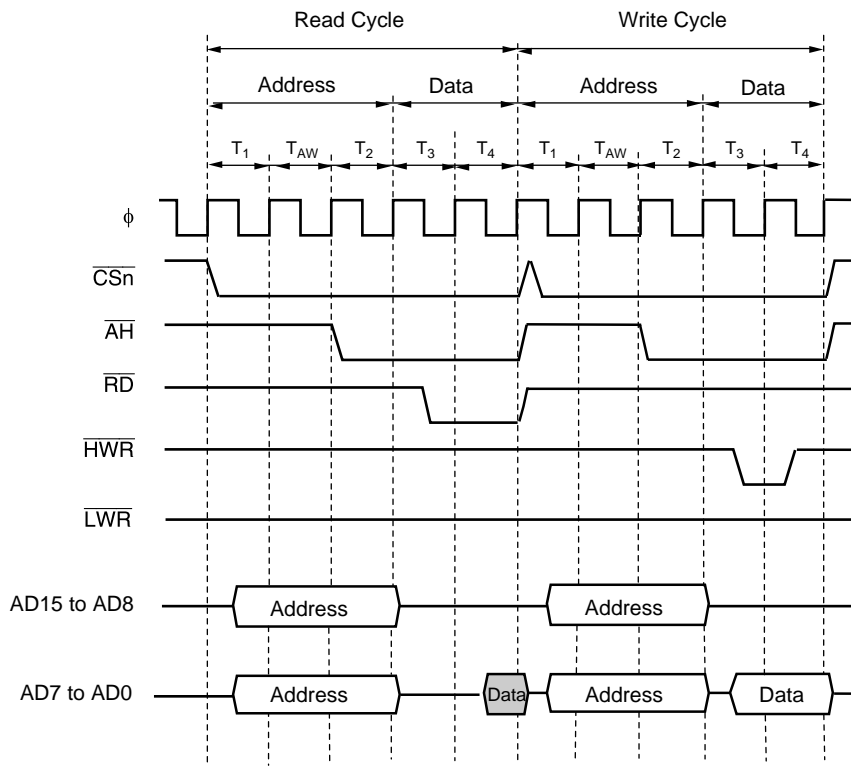 Read Cycle Write Cycle
Address Data Address Data
T1 TAW T2 T3 T4 T1 TAW T2 T3 T4
ϕ
CSn
AH
RD
HWR
LWR
AD15 to AD8 Address Address
AD7 to AD0 Address Data Address Data